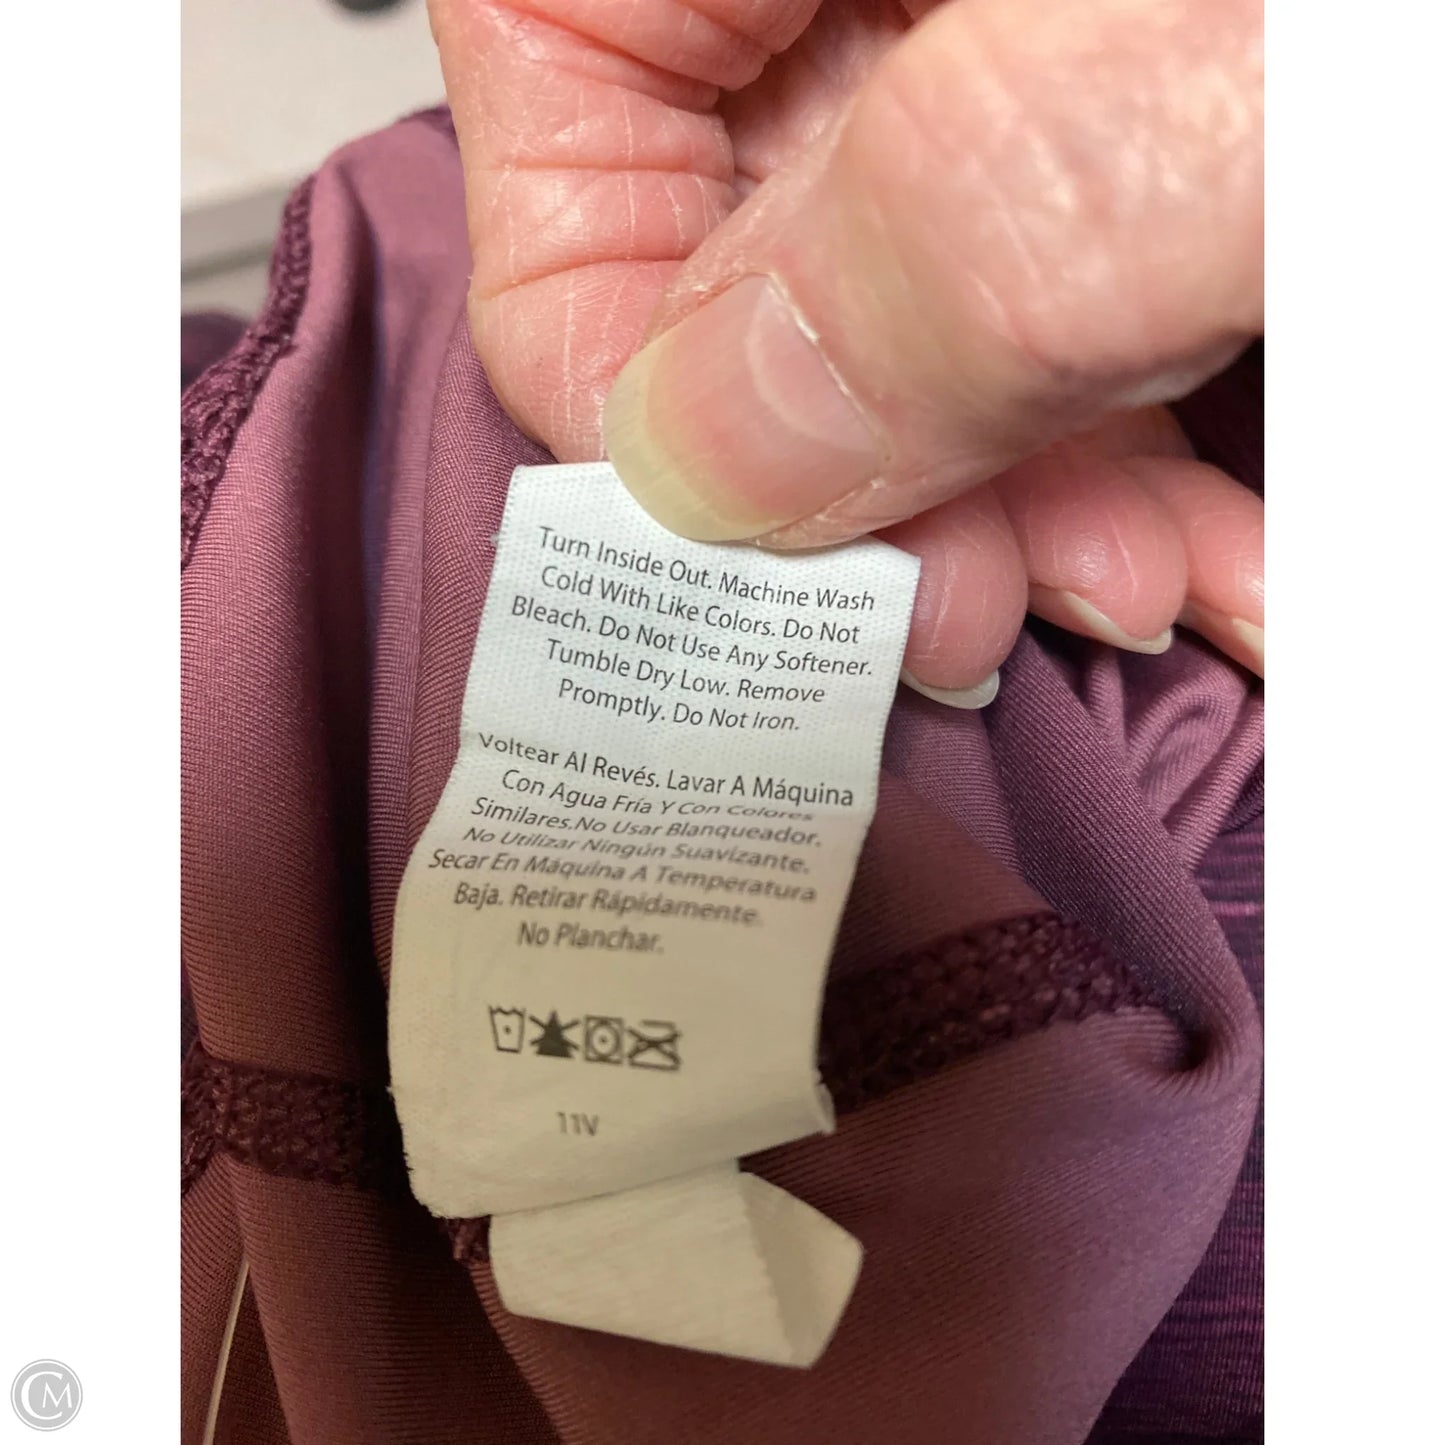 Turn Inside Out. Machine Wash
Cold With Like Colors. Do Not
Bleach. Do Not Use Any Softener.
Tumble Dry Low. Remove
Promptly. Do Not Iron.
Voltear Al Revés. Lavar A Máquina
Con Agua Fría Y Con Colores
Similares.No Usar Blanqueador.
No Utilizar Ningún Suavizante.
Secar En Máquina A Temperatura
Baja. Retirar Rápidamente.
No Planchar.
11V
CM